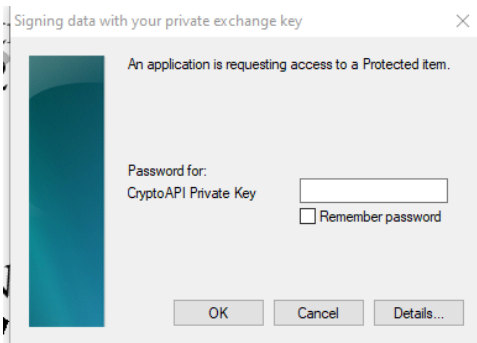 Signing data with your private exchange key
An application is requesting access to a Protected item.
Password for:
CryptoAPI Private Key
Remember password
OK
Cancel
Details...